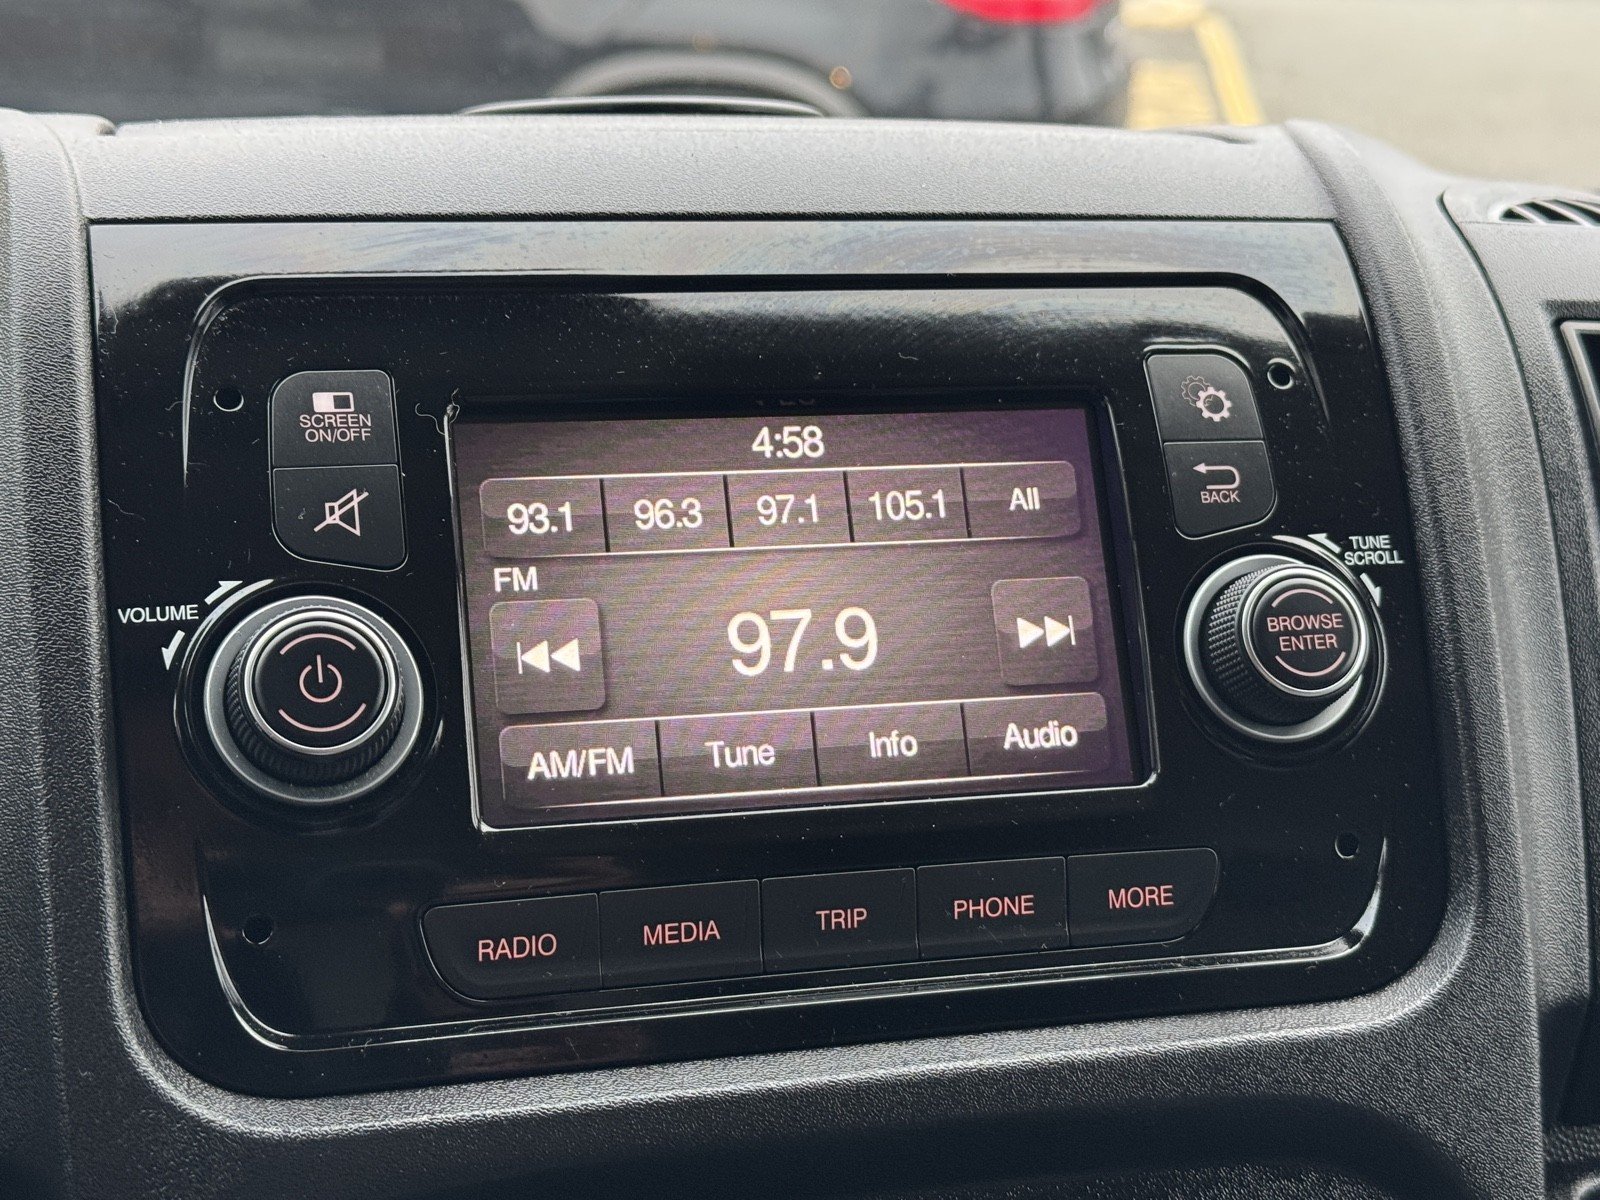 SCREEN
ON/OFF
BACK
4:58
93.1 96.3 97.1 105.1 All
FM
97.9
AM/FM Tune Info Audio
VOLUME
TUNE
SCROLL
BROWSE
ENTER
RADIO MEDIA TRIP PHONE MORE